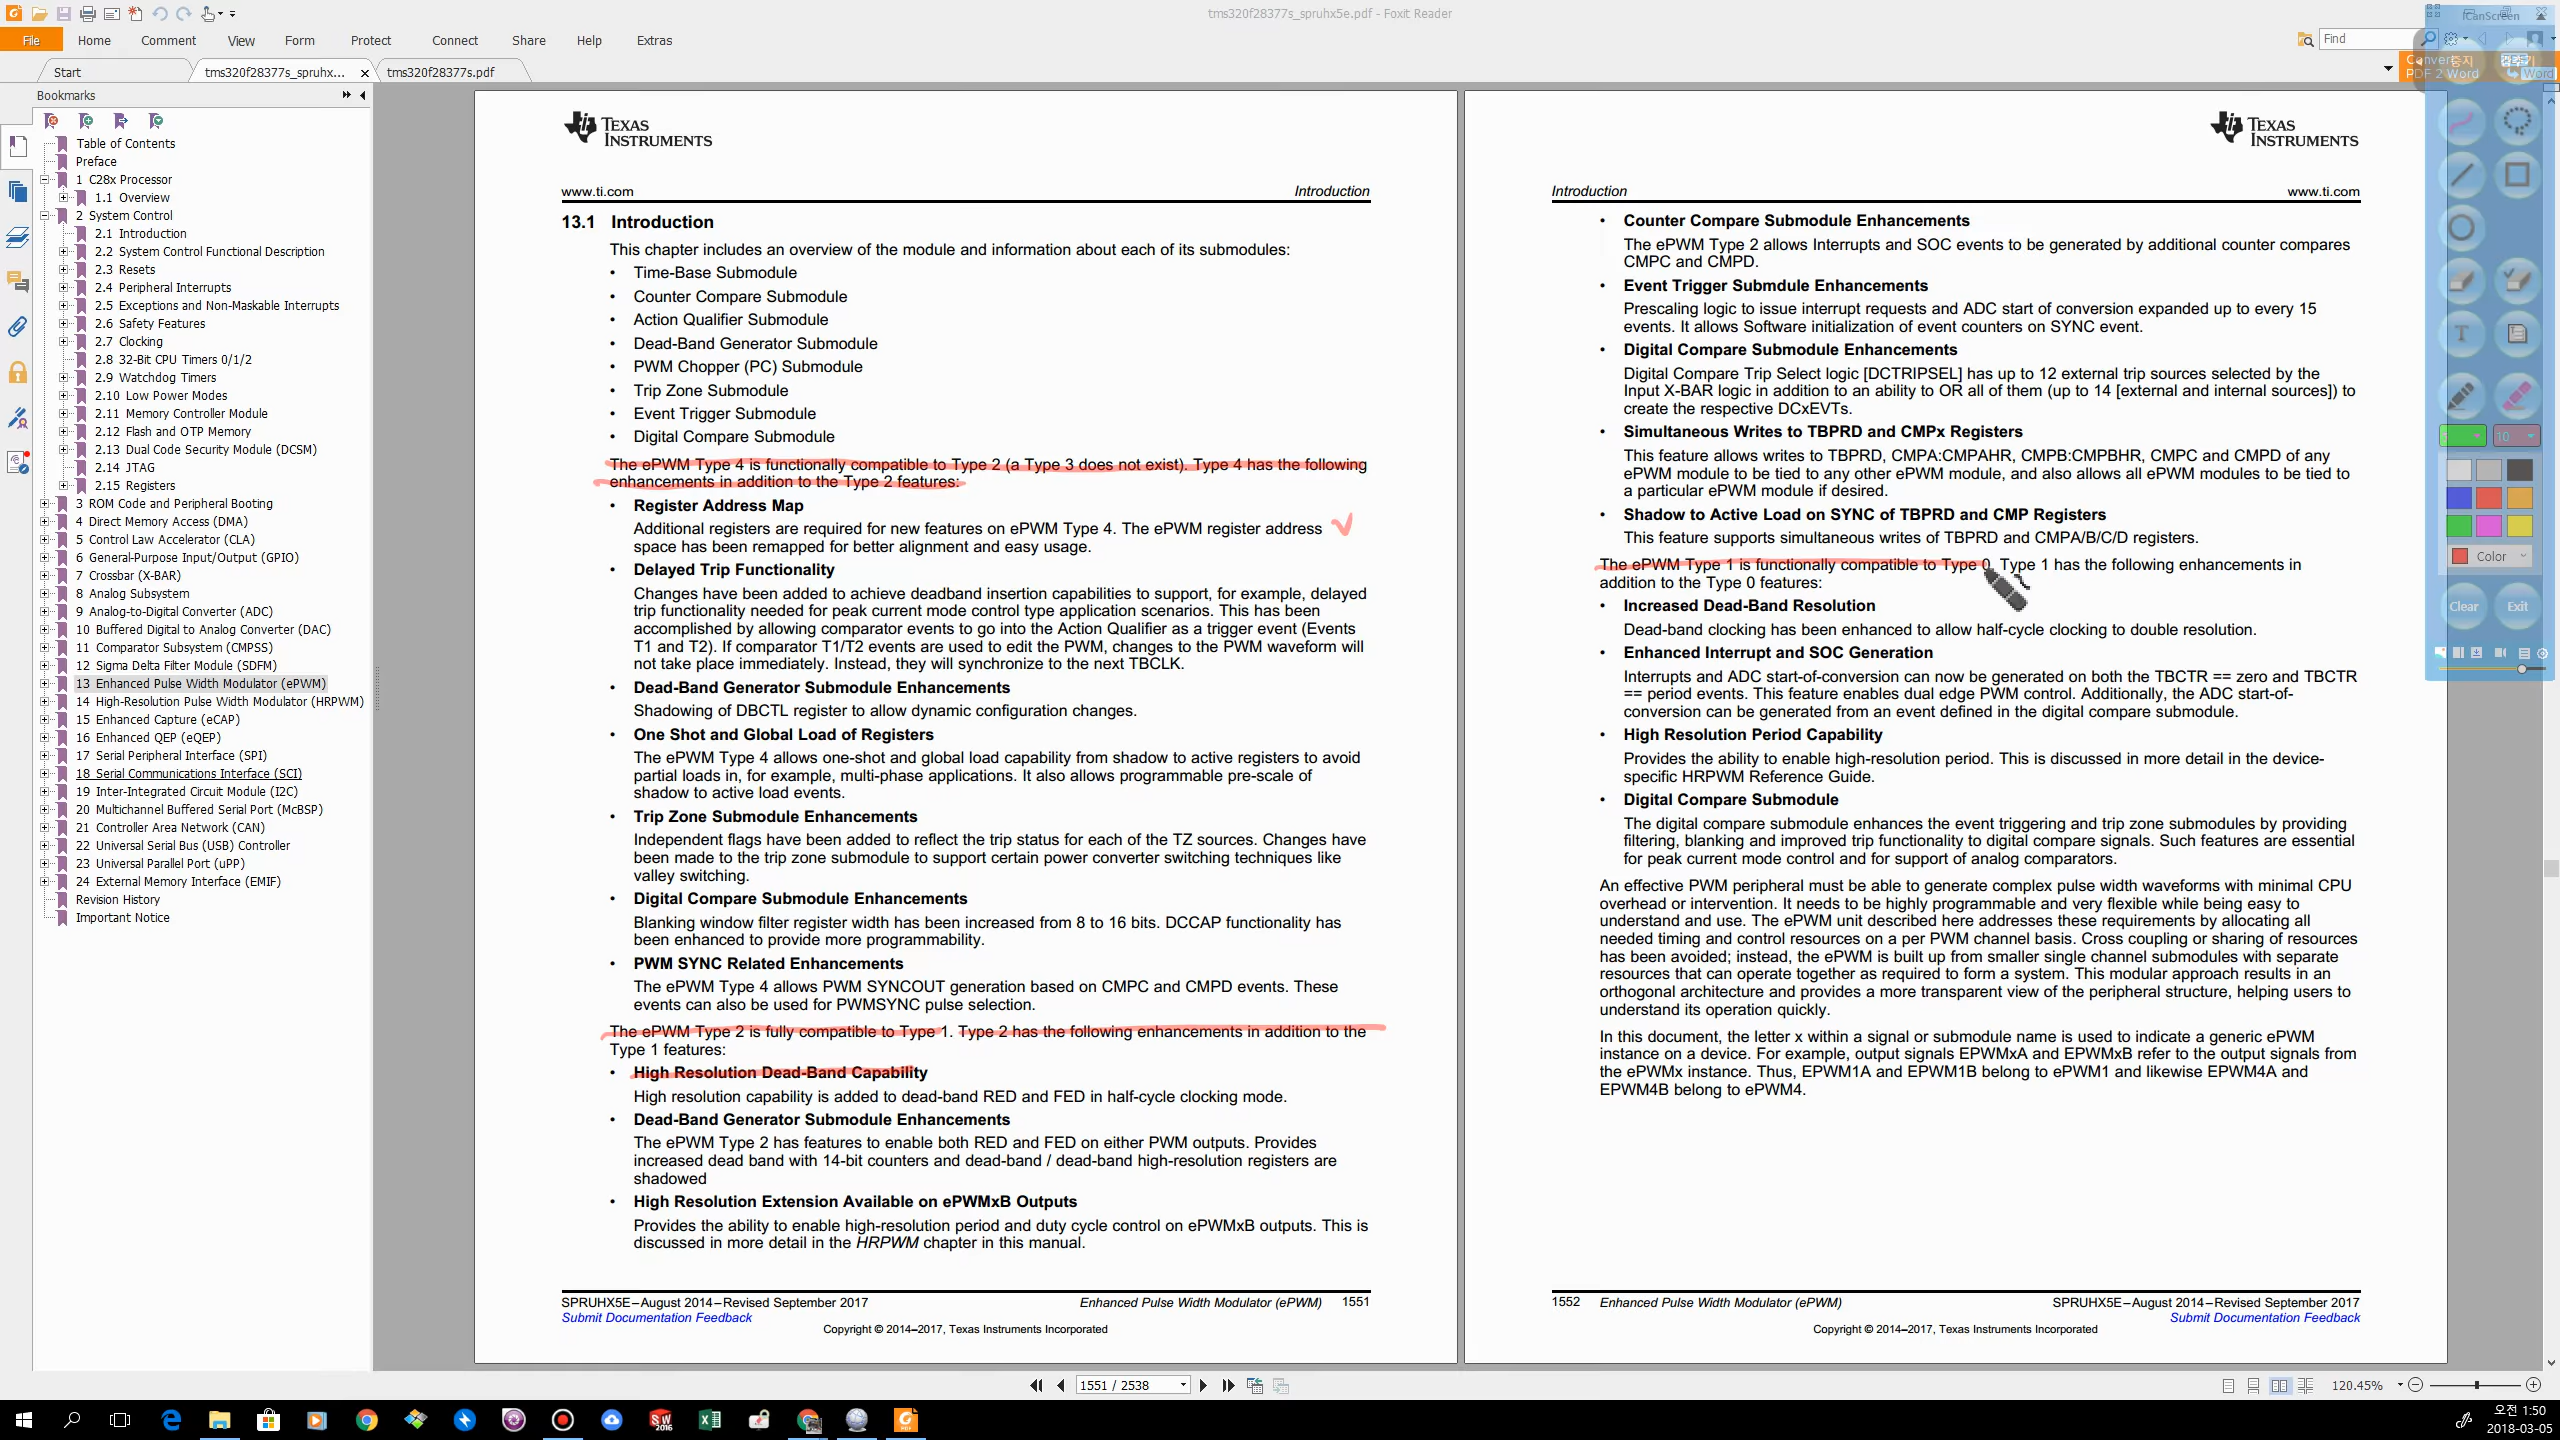 tms320f28377s_spruhx5e.pdf - Foxit Reader
File Home Comment View Form Protect Connect Share Help Extras
Find
Start
tms320f28377s_spruhx...
tms320f28377s.pdf
Bookmarks
Table of Contents
Preface
1 C28x Processor
1.1 Overview
2 System Control
2.1 Introduction
2.2 System Control Functional Description
2.3 Resets
2.4 Peripheral Interrupts
2.5 Exceptions and Non-Maskable Interrupts
2.6 Safety Features
2.7 Clocking
2.8 32-Bit CPU Timers 0/1/2
2.9 Watchdog Timers
2.10 Low Power Modes
2.11 Memory Controller Module
2.12 Flash and OTP Memory
2.13 Dual Code Security Module (DCSM)
2.14 JTAG
2.15 Registers
3 ROM Code and Peripheral Booting
4 Direct Memory Access (DMA)
5 Control Law Accelerator (CLA)
6 General-Purpose Input/Output (GPIO)
7 Crossbar (X-BAR)
8 Analog Subsystem
9 Analog-to-Digital Converter (ADC)
10 Buffered Digital to Analog Converter (DAC)
11 Comparator Subsystem (CMPSS)
12 Sigma Delta Filter Module (SDFM)
13 Enhanced Pulse Width Modulator (ePWM)
14 High-Resolution Pulse Width Modulator (HRPWM)
15 Enhanced Capture (eCAP)
16 Enhanced QEP (eQEP)
17 Serial Peripheral Interface (SPI)
18 Serial Communications Interface (SCI)
19 Inter-Integrated Circuit Module (I2C)
20 Multichannel Buffered Serial Port (McBSP)
21 Controller Area Network (CAN)
22 Universal Serial Bus (USB) Controller
23 Universal Parallel Port (uPP)
24 External Memory Interface (EMIF)
Revision History
Important Notice
TEXAS
INSTRUMENTS
www.ti.com Introduction
13.1 Introduction
This chapter includes an overview of the module and information about each of its submodules:
• Time-Base Submodule
• Counter Compare Submodule
• Action Qualifier Submodule
• Dead-Band Generator Submodule
• PWM Chopper (PC) Submodule
• Trip Zone Submodule
• Event Trigger Submodule
• Digital Compare Submodule
The ePWM Type 4 is functionally compatible to Type 2 (a Type 3 does not exist). Type 4 has the following
enhancements in addition to the Type 2 features:
• Register Address Map
Additional registers are required for new features on ePWM Type 4. The ePWM register address
space has been remapped for better alignment and easy usage.
• Delayed Trip Functionality
Changes have been added to achieve deadband insertion capabilities to support, for example, delayed
trip functionality needed for peak current mode control type application scenarios. This has been
accomplished by allowing comparator events to go into the Action Qualifier as a trigger event (Events
T1 and T2). If comparator T1/T2 events are used to edit the PWM, changes to the PWM waveform will
not take place immediately. Instead, they will synchronize to the next TBCLK.
• Dead-Band Generator Submodule Enhancements
Shadowing of DBCTL register to allow dynamic configuration changes.
• One Shot and Global Load of Registers
The ePWM Type 4 allows one-shot and global load capability from shadow to active registers to avoid
partial loads in, for example, multi-phase applications. It also allows programmable pre-scale of
shadow to active load events.
• Trip Zone Submodule Enhancements
Independent flags have been added to reflect the trip status for each of the TZ sources. Changes have
been made to the trip zone submodule to support certain power converter switching techniques like
valley switching.
• Digital Compare Submodule Enhancements
Blanking window filter register width has been increased from 8 to 16 bits. DCCAP functionality has
been enhanced to provide more programmability.
• PWM SYNC Related Enhancements
The ePWM Type 4 allows PWM SYNCOUT generation based on CMPC and CMPD events. These
events can also be used for PWMSYNC pulse selection.
The ePWM Type 2 is fully compatible to Type 1. Type 2 has the following enhancements in addition to the
Type 1 features:
• High Resolution Dead-Band Capability
High resolution capability is added to dead-band RED and FED in half-cycle clocking mode.
• Dead-Band Generator Submodule Enhancements
The ePWM Type 2 has features to enable both RED and FED on either PWM outputs. Provides
increased dead band with 14-bit counters and dead-band / dead-band high-resolution registers are
shadowed
• High Resolution Extension Available on ePWMxB Outputs
Provides the ability to enable high-resolution period and duty cycle control on ePWMxB outputs. This is
discussed in more detail in the HRPWM chapter in this manual.
SPRUHX5E–August 2014–Revised September 2017 Enhanced Pulse Width Modulator (ePWM) 1551
Submit Documentation Feedback
Copyright © 2014–2017, Texas Instruments Incorporated
TEXAS
INSTRUMENTS
Introduction www.ti.com
• Counter Compare Submodule Enhancements
The ePWM Type 2 allows Interrupts and SOC events to be generated by additional counter compares
CMPC and CMPD.
• Event Trigger Submdule Enhancements
Prescaling logic to issue interrupt requests and ADC start of conversion expanded up to every 15
events. It allows Software initialization of event counters on SYNC event.
• Digital Compare Submodule Enhancements
Digital Compare Trip Select logic [DCTRIPSEL] has up to 12 external trip sources selected by the
Input X-BAR logic in addition to an ability to OR all of them (up to 14 [external and internal sources]) to
create the respective DCxEVTs.
• Simultaneous Writes to TBPRD and CMPx Registers
This feature allows writes to TBPRD, CMPA:CMPAHR, CMPB:CMPBHR, CMPC and CMPD of any
ePWM module to be tied to any other ePWM module, and also allows all ePWM modules to be tied to
a particular ePWM module if desired.
• Shadow to Active Load on SYNC of TBPRD and CMP Registers
This feature supports simultaneous writes of TBPRD and CMPA/B/C/D registers.
The ePWM Type 1 is functionally compatible to Type 0. Type 1 has the following enhancements in
addition to the Type 0 features:
• Increased Dead-Band Resolution
Dead-band clocking has been enhanced to allow half-cycle clocking to double resolution.
• Enhanced Interrupt and SOC Generation
Interrupts and ADC start-of-conversion can now be generated on both the TBCTR == zero and TBCTR
== period events. This feature enables dual edge PWM control. Additionally, the ADC start-of-
conversion can be generated from an event defined in the digital compare submodule.
• High Resolution Period Capability
Provides the ability to enable high-resolution period. This is discussed in more detail in the device-
specific HRPWM Reference Guide.
• Digital Compare Submodule
The digital compare submodule enhances the event triggering and trip zone submodules by providing
filtering, blanking and improved trip functionality to digital compare signals. Such features are essential
for peak current mode control and for support of analog comparators.
An effective PWM peripheral must be able to generate complex pulse width waveforms with minimal CPU
overhead or intervention. It needs to be highly programmable and very flexible while being easy to
understand and use. The ePWM unit described here addresses these requirements by allocating all
needed timing and control resources on a per PWM channel basis. Cross coupling or sharing of resources
has been avoided; instead, the ePWM is built up from smaller single channel submodules with separate
resources that can operate together as required to form a system. This modular approach results in an
orthogonal architecture and provides a more transparent view of the peripheral structure, helping users to
understand its operation quickly.
In this document, the letter x within a signal or submodule name is used to indicate a generic ePWM
instance on a device. For example, output signals EPWMxA and EPWMxB refer to the output signals from
the ePWMx instance. Thus, EPWM1A and EPWM1B belong to ePWM1 and likewise EPWM4A and
EPWM4B belong to ePWM4.
1552 Enhanced Pulse Width Modulator (ePWM) SPRUHX5E–August 2014–Revised September 2017
Submit Documentation Feedback
Copyright © 2014–2017, Texas Instruments Incorporated
iCanScreen
Convert
PDF 2 Word
Word
T
10
Color
Clear Exit
1551 / 2538
120.45%
SW
2016
오전 1:50
2018-03-05